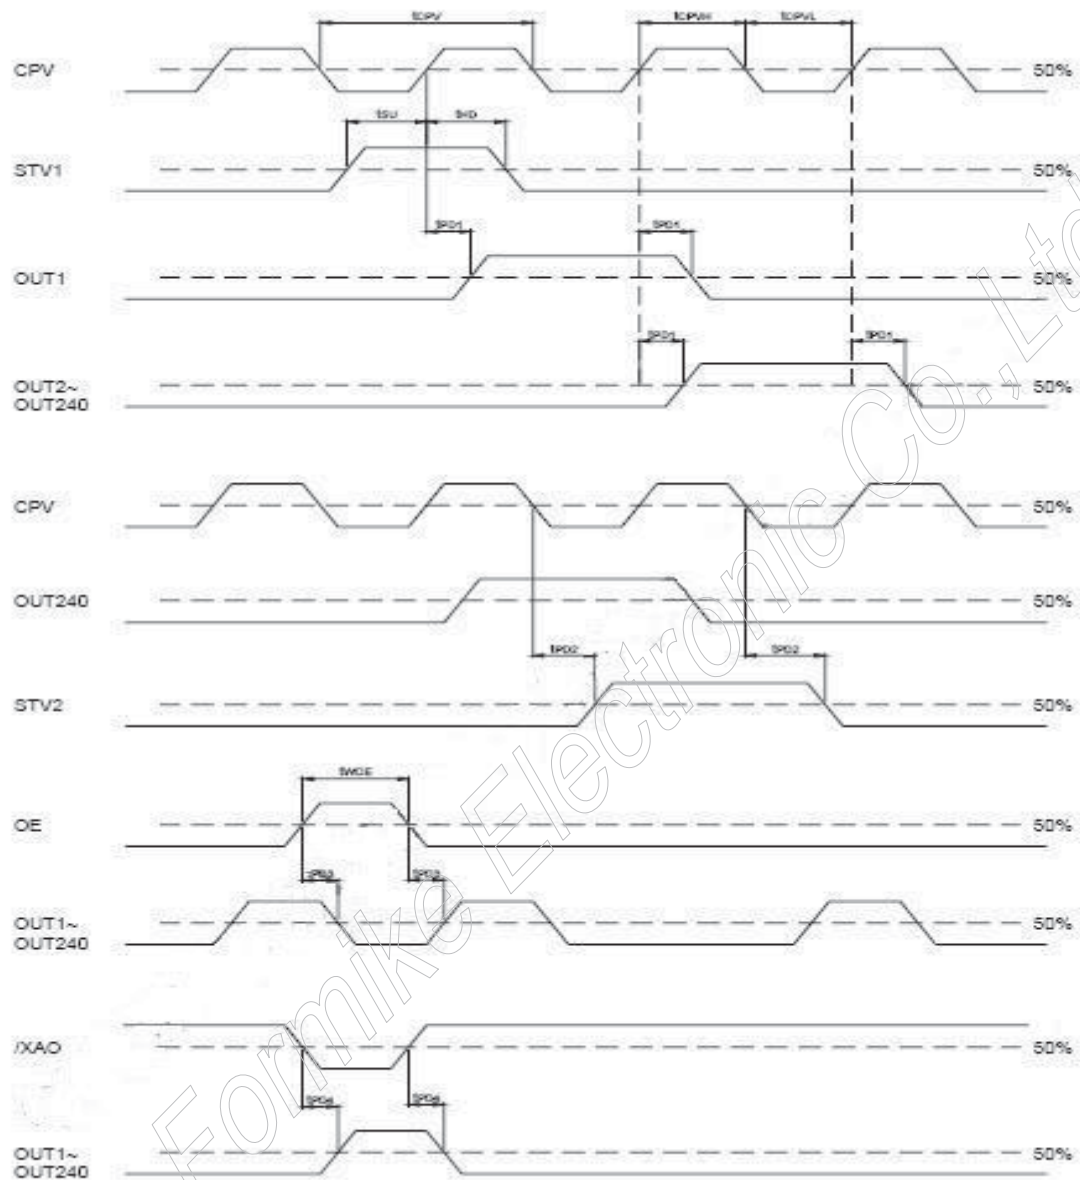 tCPV
tCPVH
tCPVL
CPV
50%
tSU
tHD
STV1
50%
tPD1
tPD1
OUT1
50%
tPD1
tPD1
OUT2~
OUT240
50%
CPV
50%
OUT240
50%
tPD2
tPD2
STV2
50%
tWOE
OE
50%
tPD3
tPD3
OUT1~
OUT240
50%
/XAO
50%
tPD4
tPD4
OUT1~
OUT240
50%
Formike Electronic Co., Ltd